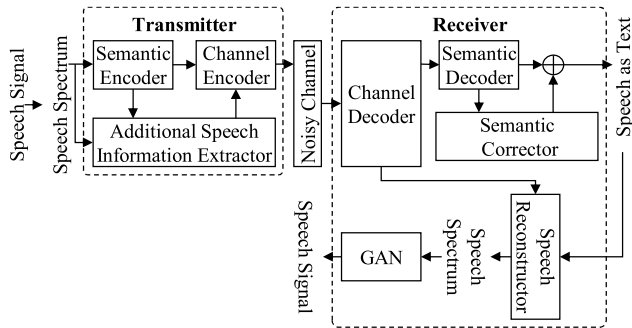 Transmitter
Receiver
Speech Signal
Speech Spectrum
Semantic
Encoder
Channel
Encoder
Additional Speech
Information Extractor
Noisy Channel
Channel
Decoder
Semantic
Decoder
Semantic
Corrector
Speech as Text
Speech
Reconstructor
Speech
Spectrum
GAN
Speech Signal